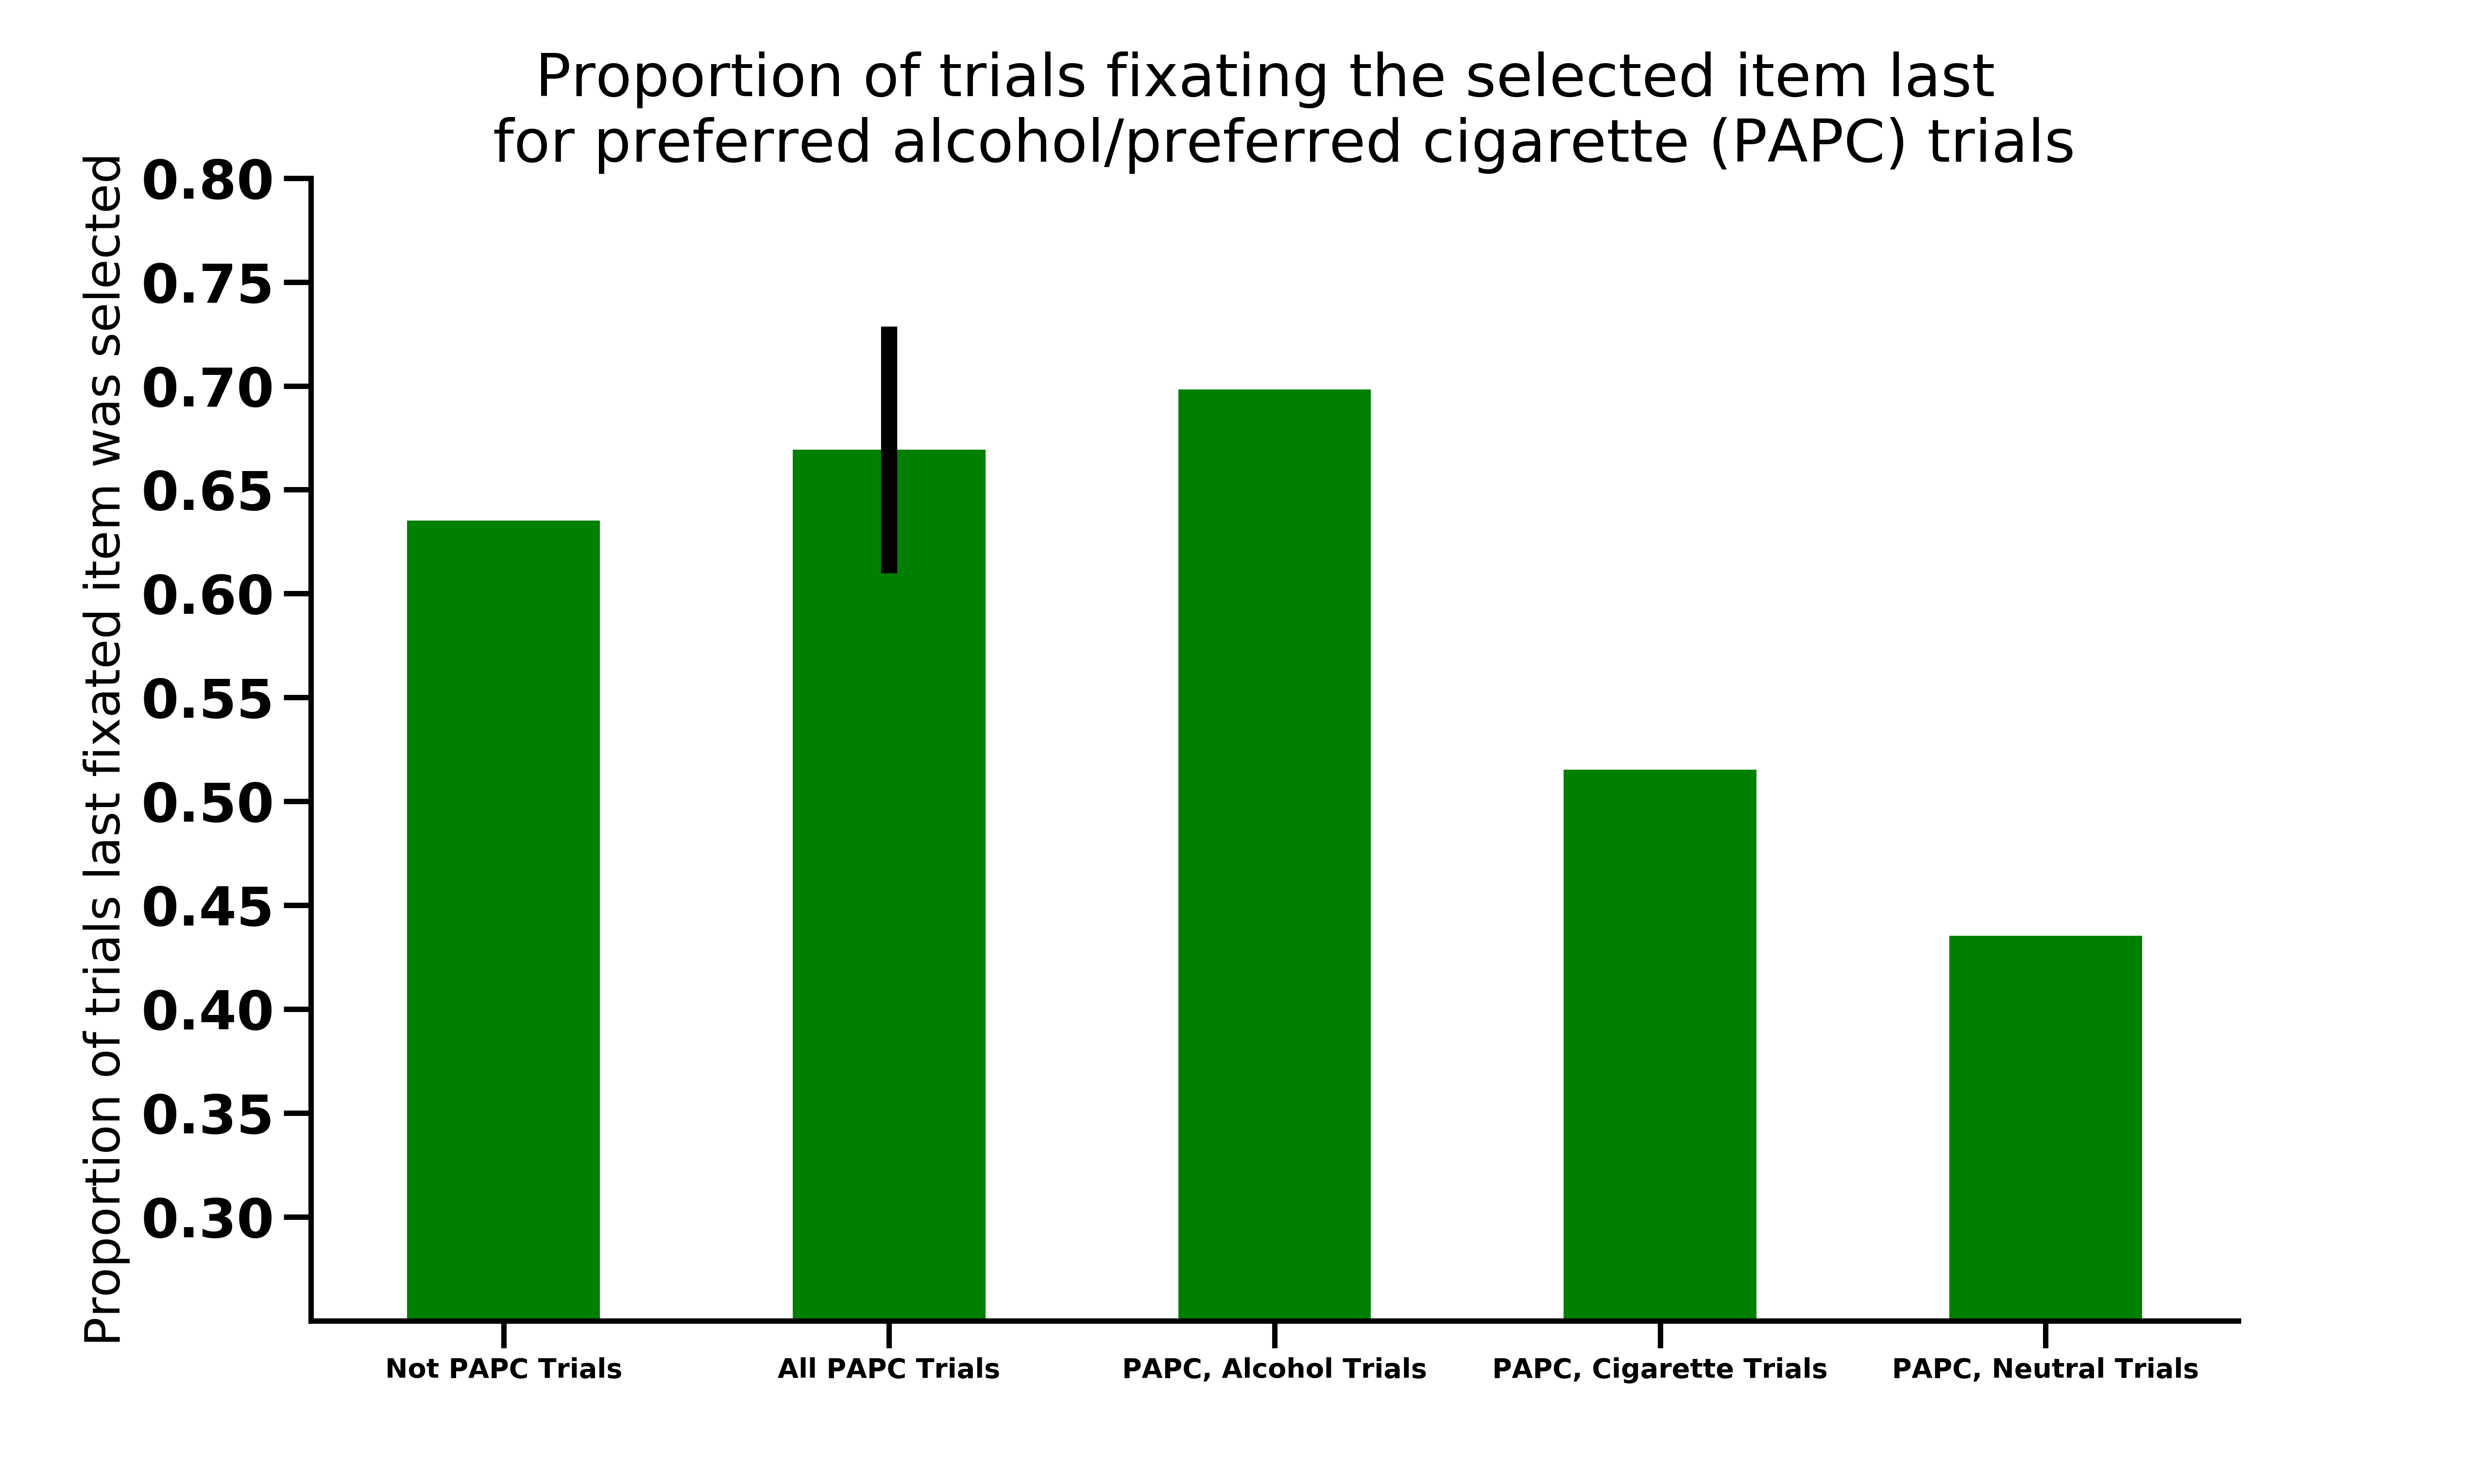 Proportion of trials fixating the selected item last
for preferred alcohol/preferred cigarette (PAPC) trials
Proportion of trials last fixated item was selected
0.80
0.75
0.70
0.65
0.60
0.55
0.50
0.45
0.40
0.35
0.30
Not PAPC Trials
All PAPC Trials
PAPC, Alcohol Trials
PAPC, Cigarette Trials
PAPC, Neutral Trials